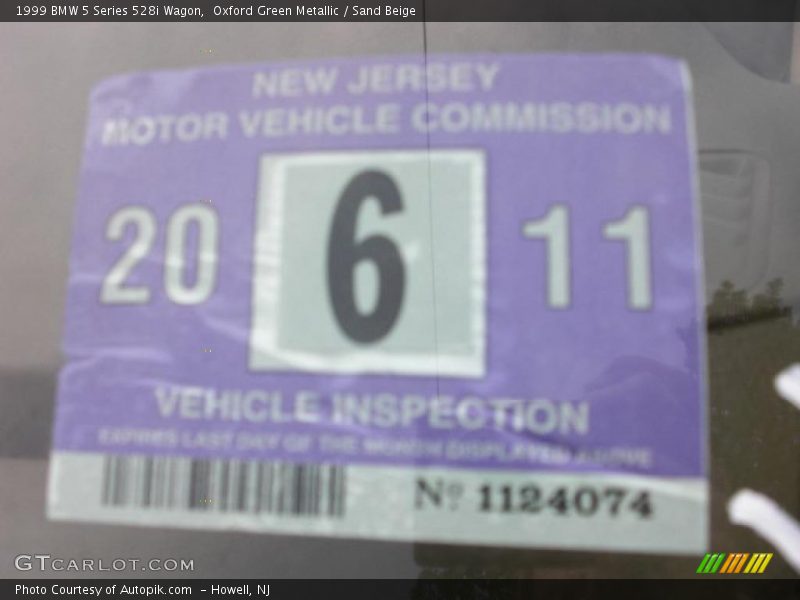 1999 BMW 5 Series 528i Wagon, Oxford Green Metallic / Sand Beige
NEW JERSEY
MOTOR VEHICLE COMMISSION
20 6 11
VEHICLE INSPECTION
EXPIRES LAST DAY OF THE MONTH DISPLAYED ABOVE
Nº 1124074
GTCARLOT.COM
Photo Courtesy of Autopik.com - Howell, NJ